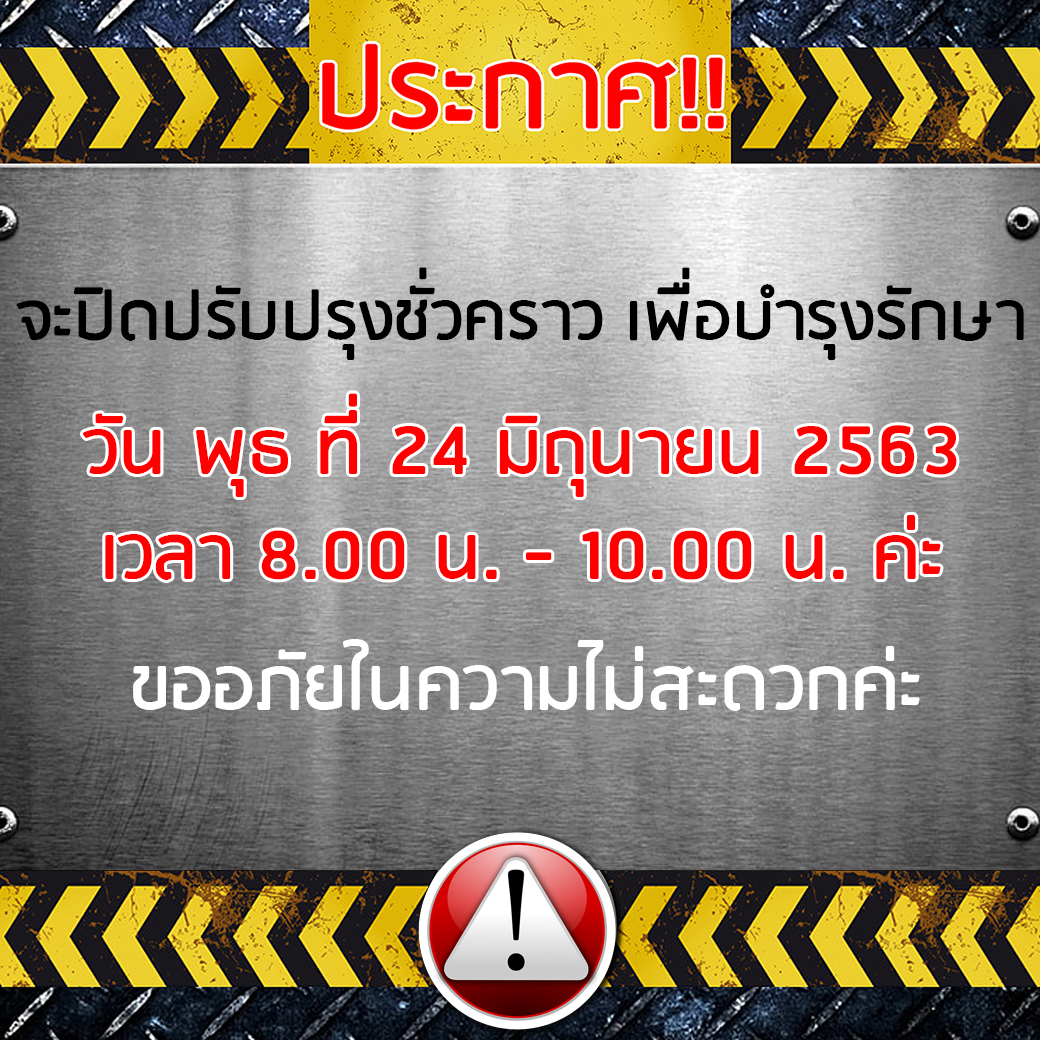 ประกาศ!!
จะปิดปรับปรุงชั่วคราว เพื่อบำรุงรักษา
วัน พุธ ที่ 24 มิถุนายน 2563
เวลา 8.00 น. - 10.00 น. ค่ะ
ขออภัยในความไม่สะดวกค่ะ